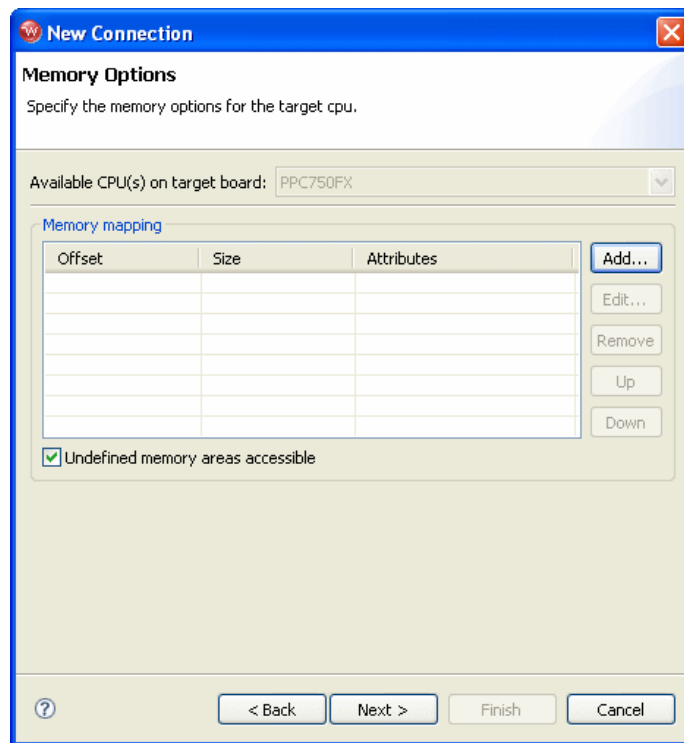 New Connection
Memory Options
Specify the memory options for the target cpu.
Available CPU(s) on target board: PPC750FX
Memory mapping
Offset Size Attributes
Add...
Edit...
Remove
Up
Down
Undefined memory areas accessible
? < Back Next > Finish Cancel